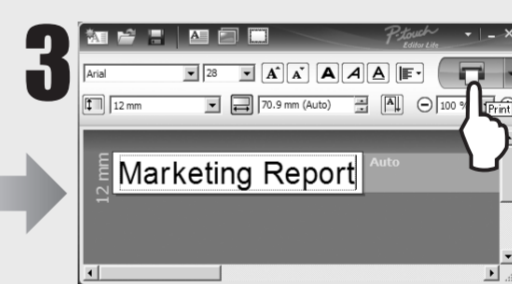 3
P-touch
Editor Lite
Arial
28
A A A A A
12 mm
70.9 mm (Auto)
A
100 %
Print
12 mm
Marketing Report
Auto